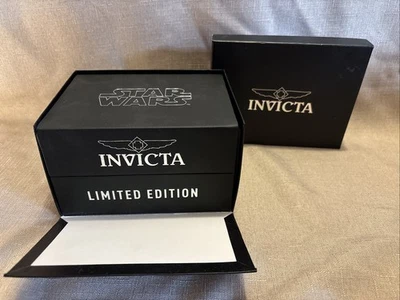 STAR
WARS
INVICTA
LIMITED EDITION
INVICTA